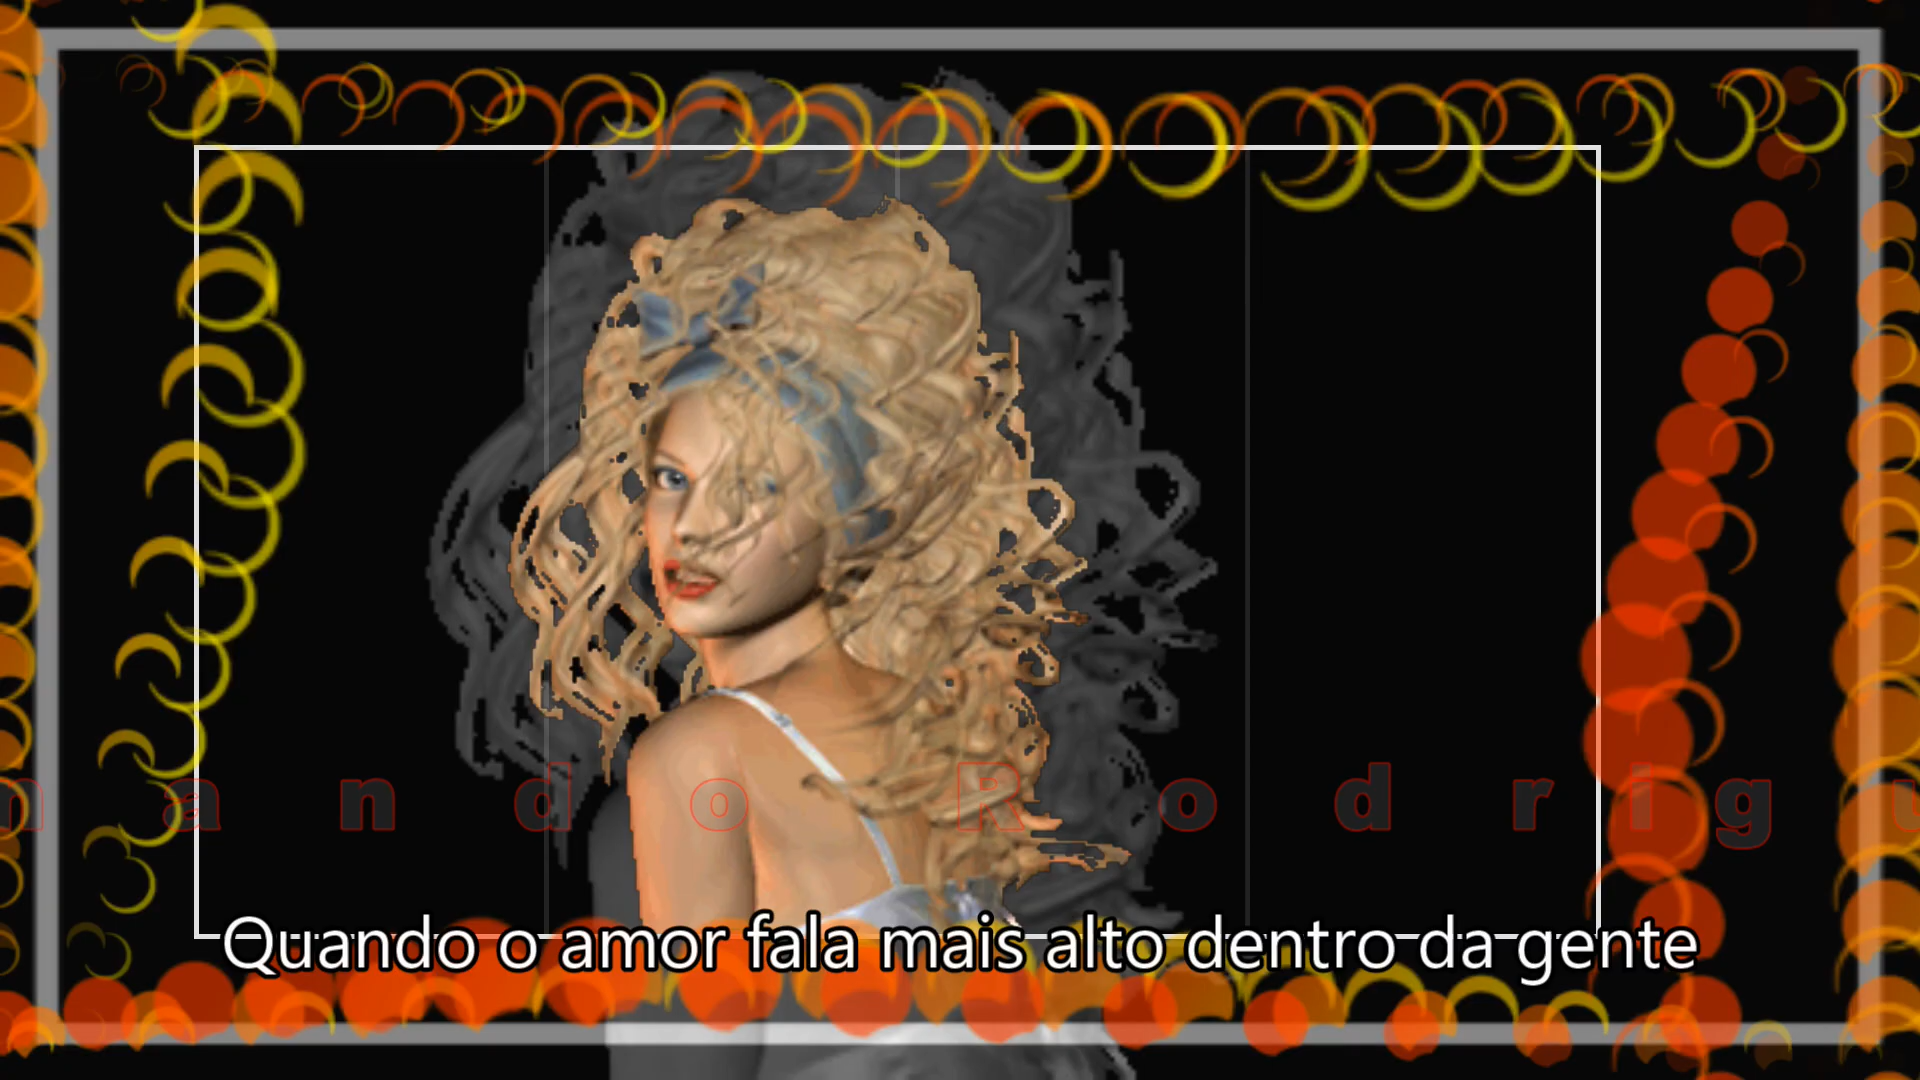 n a n d o R o d r i g u
Quando o amor fala mais alto dentro da gente